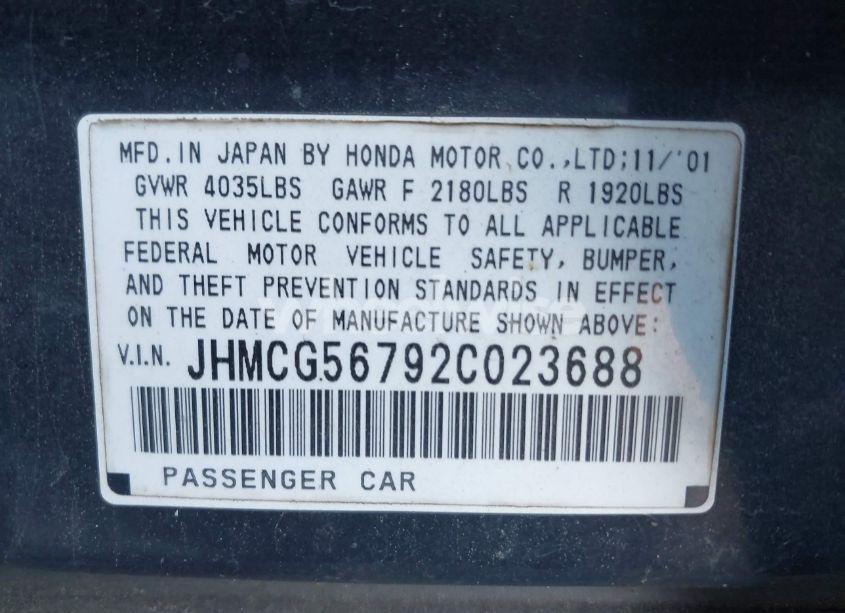 MFD.IN JAPAN BY HONDA MOTOR CO.,LTD;11/'01
GVWR 4035LBS GAWR F 2180LBS R 1920LBS
THIS VEHICLE CONFORMS TO ALL APPLICABLE
FEDERAL MOTOR VEHICLE SAFETY, BUMPER,
AND THEFT PREVENTION STANDARDS IN EFFECT
ON THE DATE OF MANUFACTURE SHOWN ABOVE:
V.I.N. JHMCG56792C023688
PASSENGER CAR